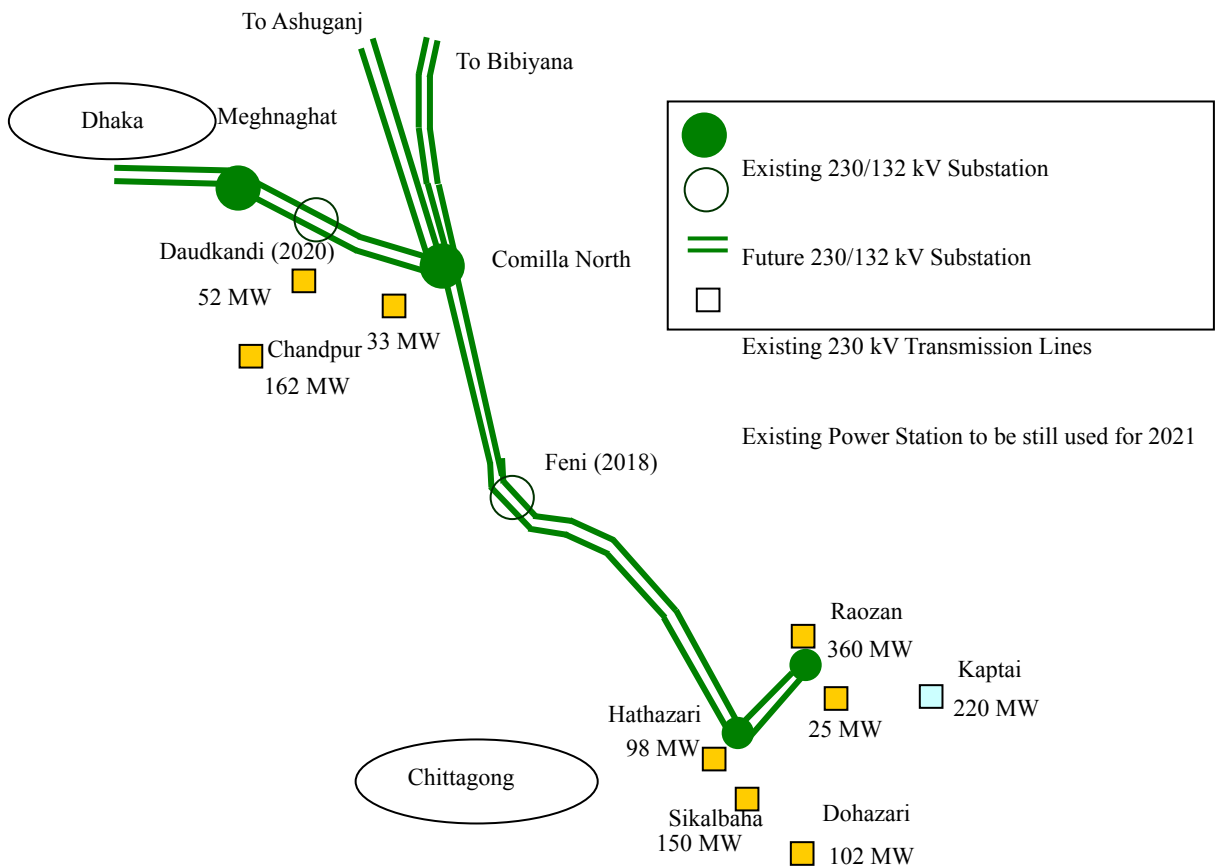 To Ashuganj
To Bibiyana
Dhaka
Meghnaghat
Existing 230/132 kV Substation
Daudkandi (2020)
Comilla North
Future 230/132 kV Substation
52 MW
33 MW
Chandpur
162 MW
Existing 230 kV Transmission Lines
Existing Power Station to be still used for 2021
Feni (2018)
Raozan
360 MW
Kaptai
220 MW
25 MW
Hathazari
98 MW
Chittagong
Sikalbaha
150 MW
Dohazari
102 MW